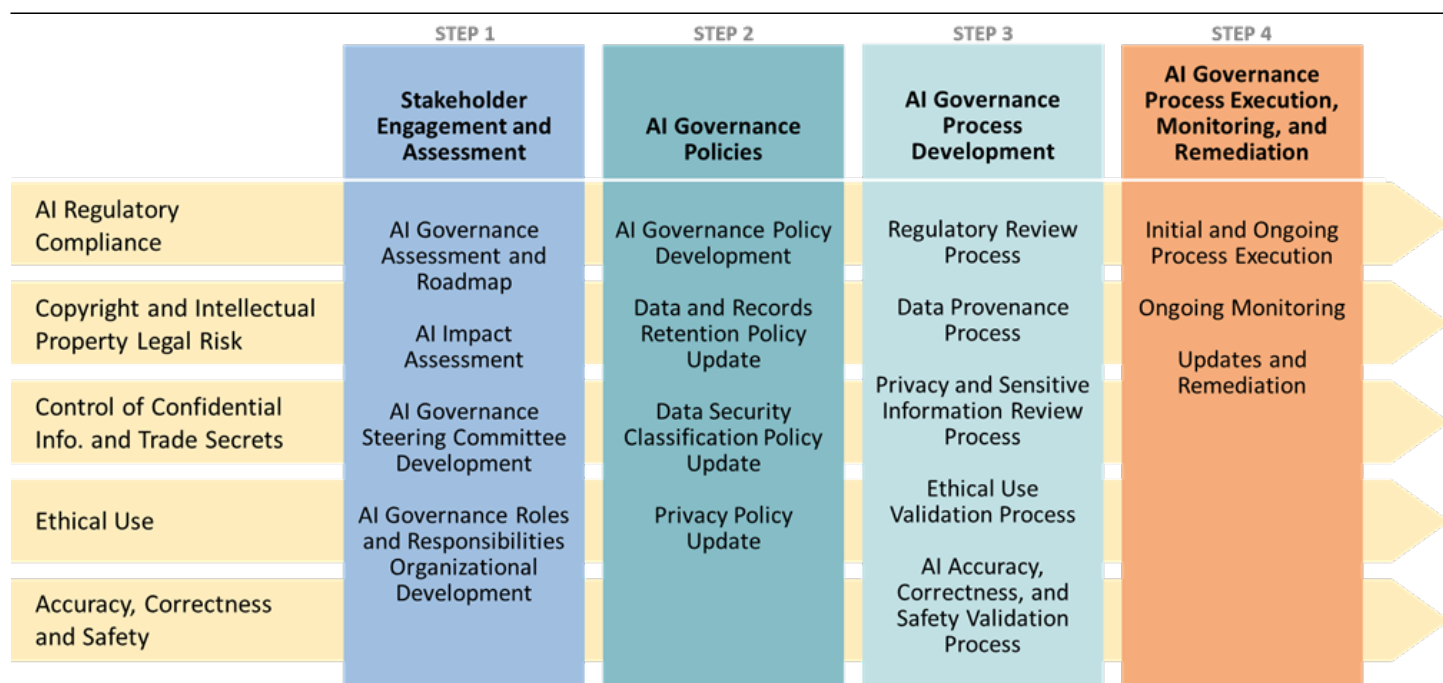 STEP 1
STEP 2
STEP 3
STEP 4
Stakeholder
Engagement and
Assessment
AI Governance
Policies
AI Governance
Process
Development
AI Governance
Process Execution,
Monitoring, and
Remediation
AI Regulatory
Compliance
Copyright and Intellectual
Property Legal Risk
Control of Confidential
Info. and Trade Secrets
Ethical Use
Accuracy, Correctness
and Safety
AI Governance
Assessment and
Roadmap
AI Impact
Assessment
AI Governance
Steering Committee
Development
AI Governance Roles
and Responsibilities
Organizational
Development
AI Governance Policy
Development
Data and Records
Retention Policy
Update
Data Security
Classification Policy
Update
Privacy Policy
Update
Regulatory Review
Process
Data Provenance
Process
Privacy and Sensitive
Information Review
Process
Ethical Use
Validation Process
AI Accuracy,
Correctness, and
Safety Validation
Process
Initial and Ongoing
Process Execution
Ongoing Monitoring
Updates and
Remediation